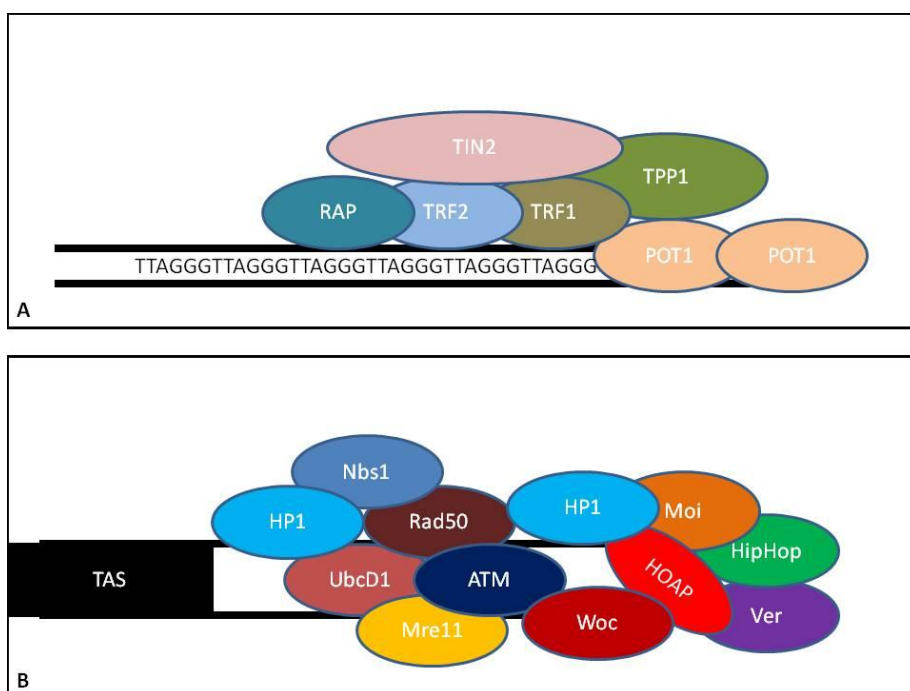 TIN2
TPP1
RAP
TRF2
TRF1
TTAGGGTTAGGGTTAGGGTTAGGGTTAGGGTTAGGG
POT1
POT1
A
Nbs1
HP1
Rad50
HP1
Moi
HipHop
TAS
UbcD1
ATM
HOAP
Mre11
Woc
Ver
B